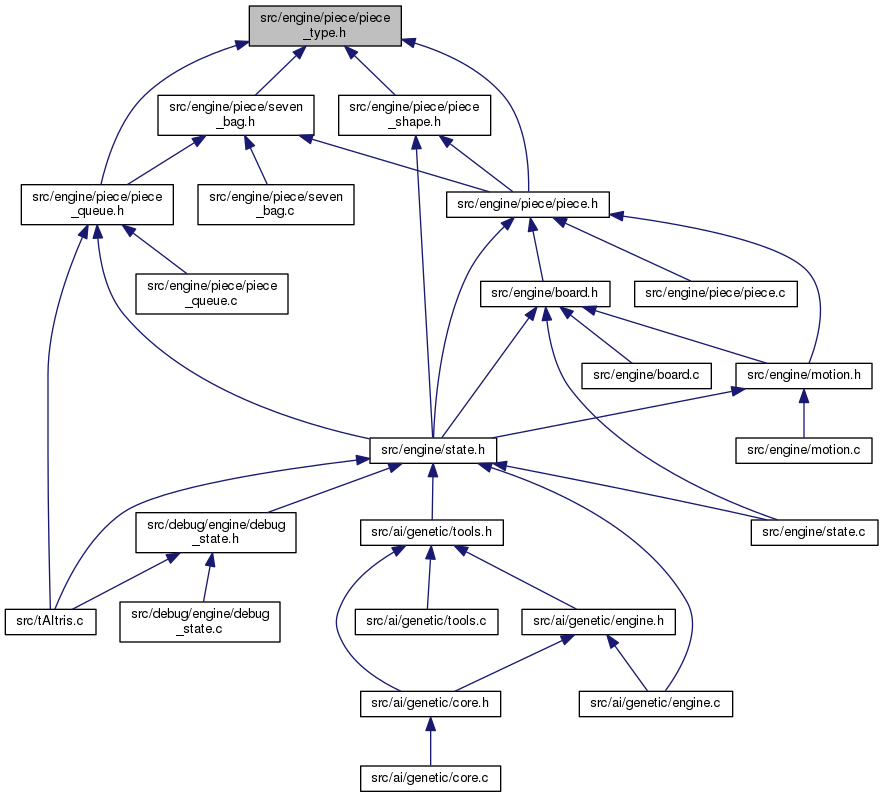 src/engine/piece/piece
_type.h
src/engine/piece/seven
_bag.h
src/engine/piece/piece
_shape.h
src/engine/piece/piece
_queue.h
src/engine/piece/seven
_bag.c
src/engine/piece/piece.h
src/engine/piece/piece
_queue.c
src/engine/board.h
src/engine/piece/piece.c
src/engine/board.c
src/engine/motion.h
src/engine/state.h
src/engine/motion.c
src/debug/engine/debug
_state.h
src/ai/genetic/tools.h
src/engine/state.c
src/tAltris.c
src/debug/engine/debug
_state.c
src/ai/genetic/tools.c
src/ai/genetic/engine.h
src/ai/genetic/core.h
src/ai/genetic/engine.c
src/ai/genetic/core.c